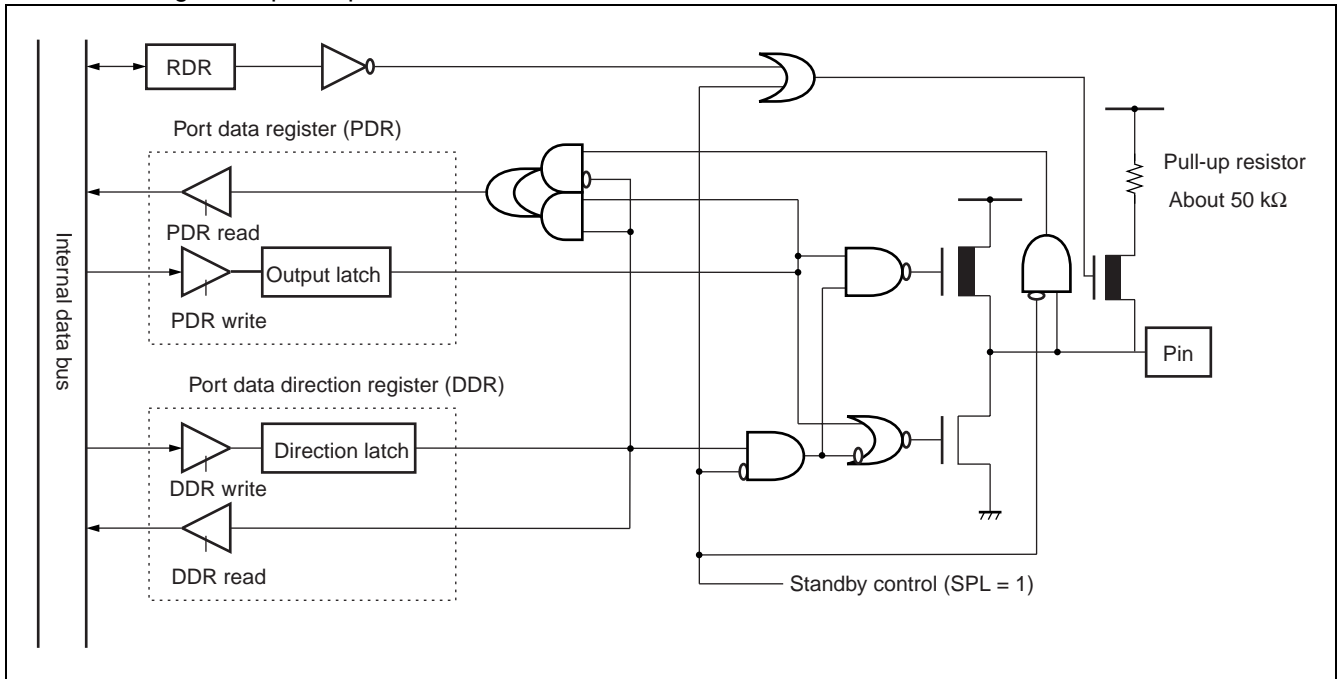 RDR
Port data register (PDR)
Pull-up resistor
About 50 kΩ
PDR read
Output latch
PDR write
Internal data bus
Pin
Port data direction register (DDR)
Direction latch
DDR write
DDR read
Standby control (SPL = 1)